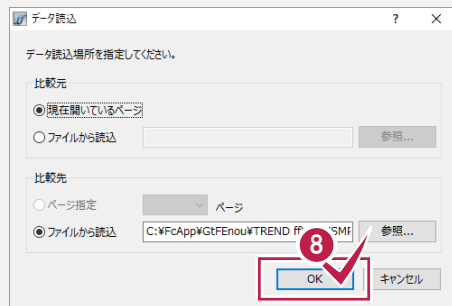 データ読込
データ読込場所を指定してください。
比較元
現在開いているページ
ファイルから読込 参照...
比較先
ページ指定 ページ
ファイルから読込 C:¥FcApp¥GtFEnou¥TREND 参照...
8
OK キャンセル